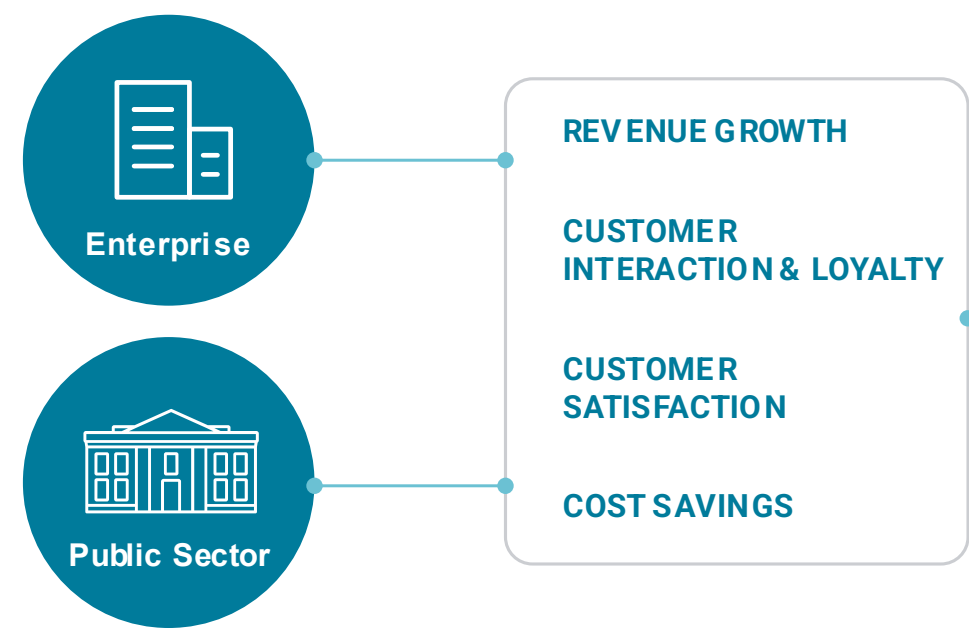 Enterprise
Public Sector
REVENUE GROWTH
CUSTOMER
INTERACTION & LOYALTY
CUSTOMER
SATISFACTION
COST SAVINGS